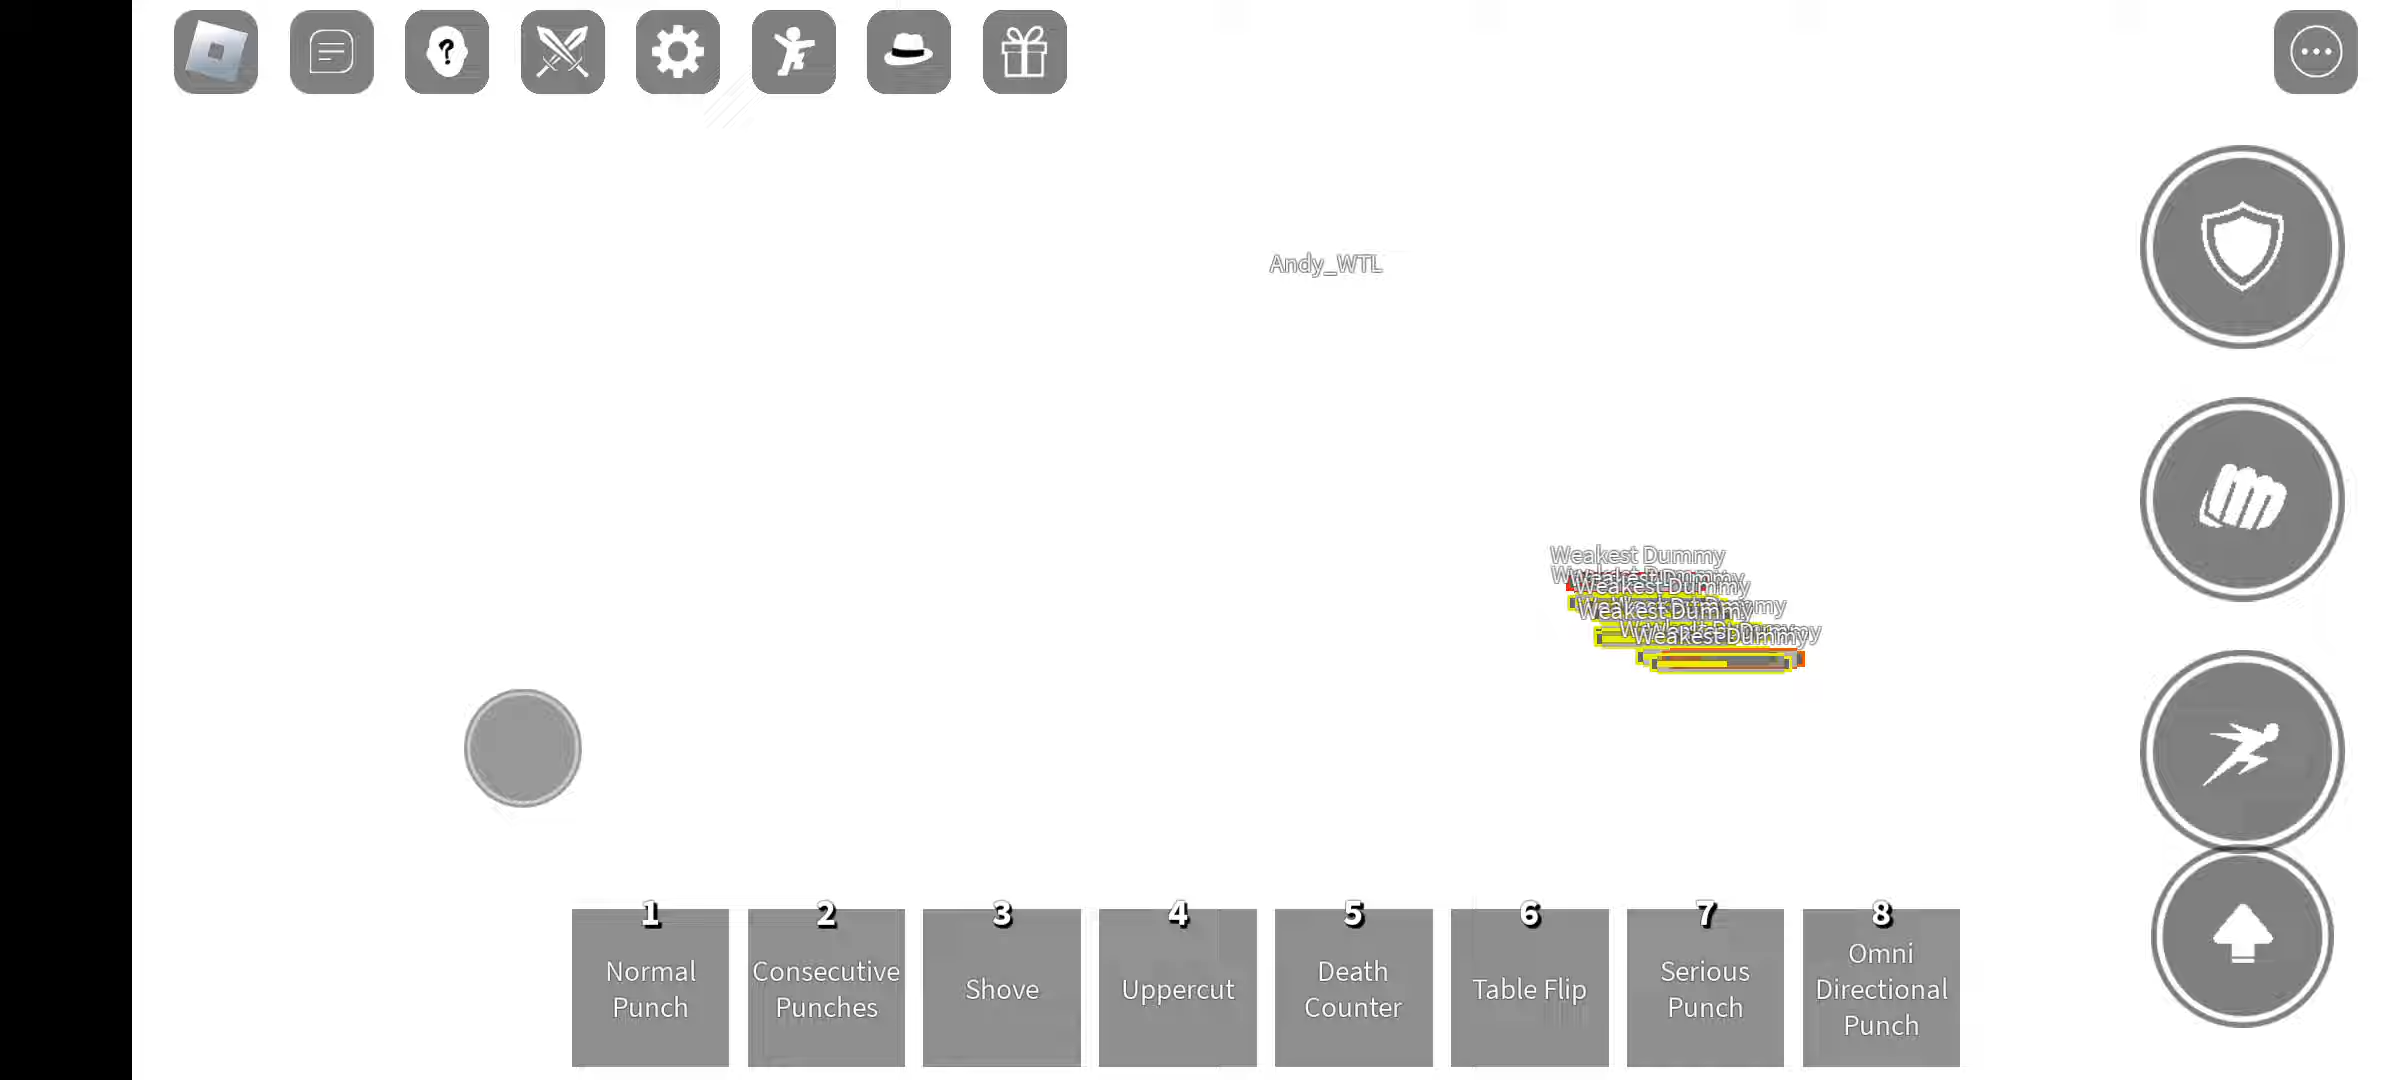 ?
Andy_WTL
Weakest Dummy
Weakest Dummy
Weakest Dummy
Weakest Dummy
1
2
3
4
5
6
7
8
Normal
Punch
Consecutive
Punches
Shove
Uppercut
Death
Counter
Table Flip
Serious
Punch
Omni
Directional
Punch